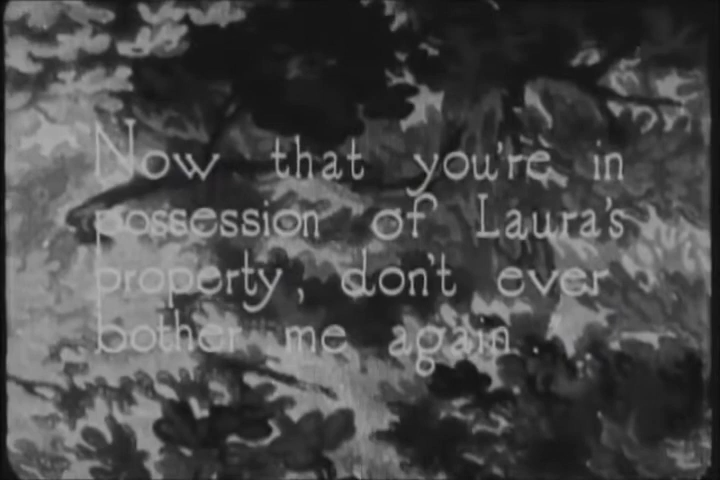 Now that you're in
possession of Laura's
property, don't ever
bother me again.